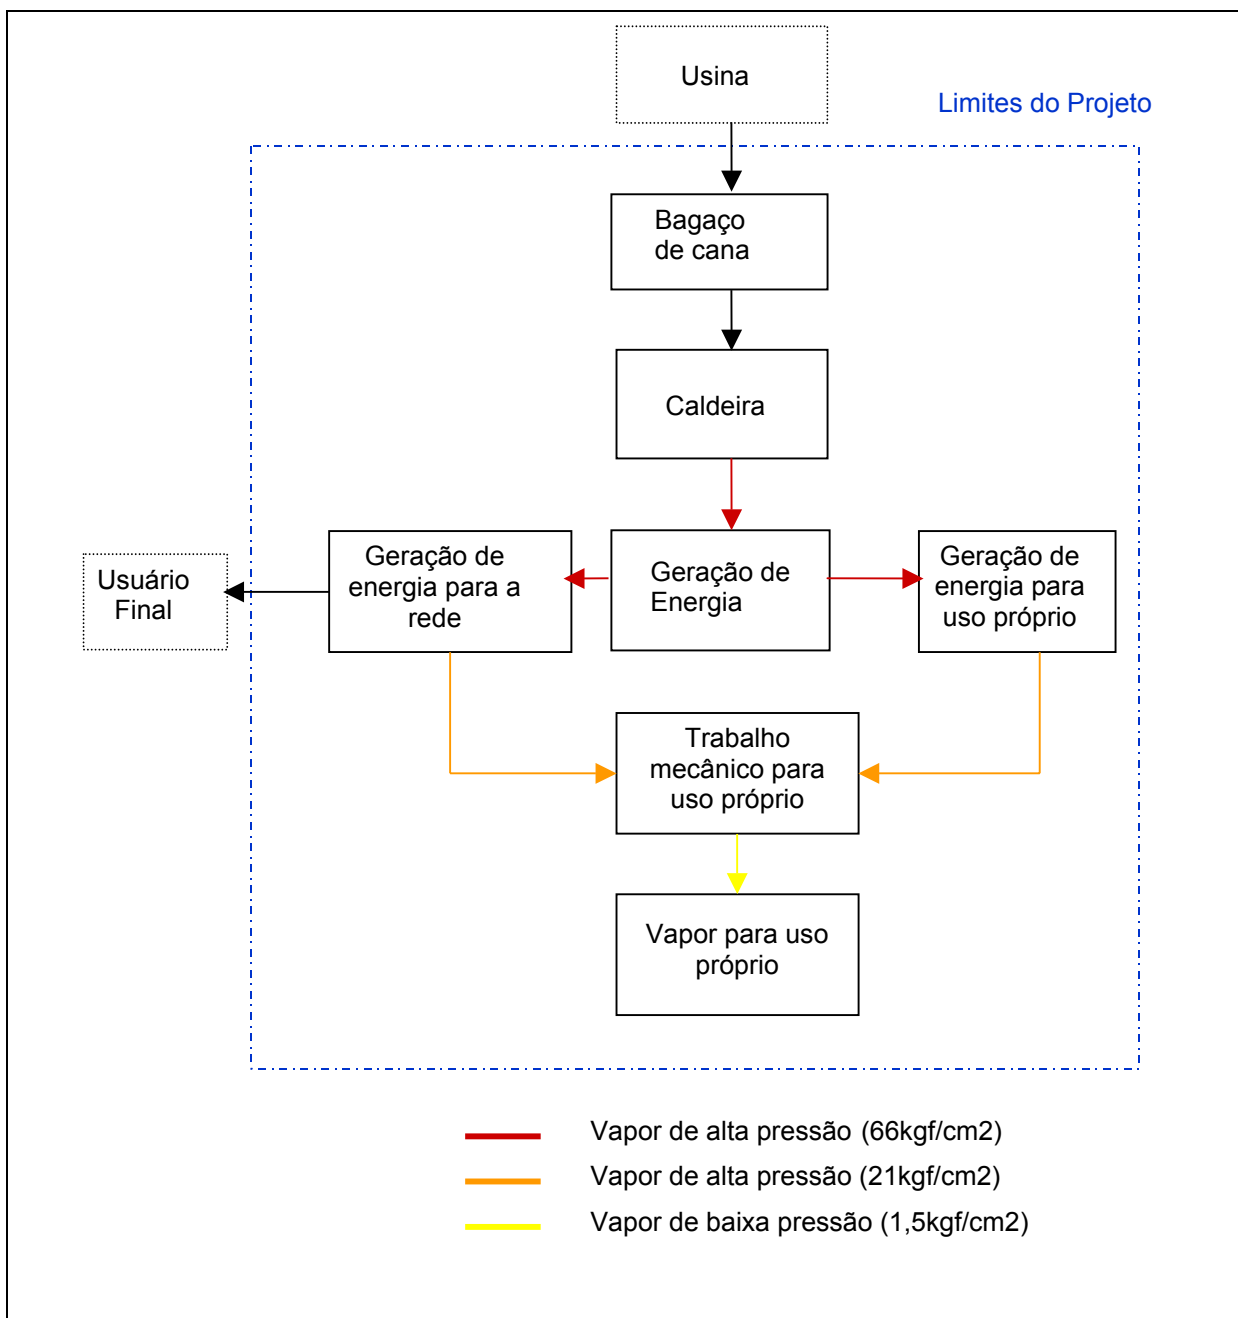 Usina
Limites do Projeto
Bagaço
de cana
Caldeira
Usuário
Final
Geração de
energia para a
rede
Geração de
Energia
Geração de
energia para
uso próprio
Trabalho
mecânico para
uso próprio
Vapor para uso
próprio
Vapor de alta pressão (66kgf/cm2)
Vapor de alta pressão (21kgf/cm2)
Vapor de baixa pressão (1,5kgf/cm2)